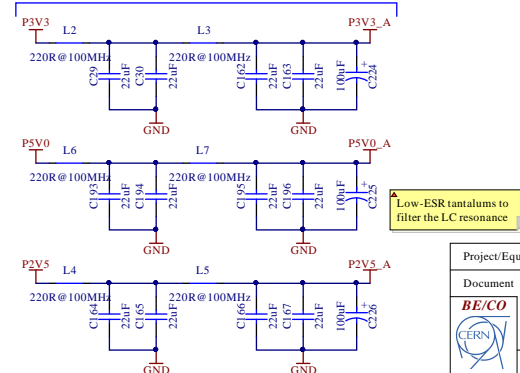 P3V3
P3V3_A
L2
L3
220R@100MHz
220R@100MHz
C29
22uF
C30
22uF
C162
22uF
C163
22uF
100uF
+
C224
GND
GND
P5V0
P5V0_A
L6
L7
220R@100MHz
220R@100MHz
C193
22uF
C194
22uF
C195
22uF
C196
22uF
100uF
+
C225
GND
GND
Low-ESR tantalums to
filter the LC resonance
P2V5
P2V5_A
L4
L5
220R@100MHz
220R@100MHz
C164
22uF
C165
22uF
C166
22uF
C167
22uF
100uF
+
C226
GND
GND
Project/Equ
Document
BE/CO
CERN